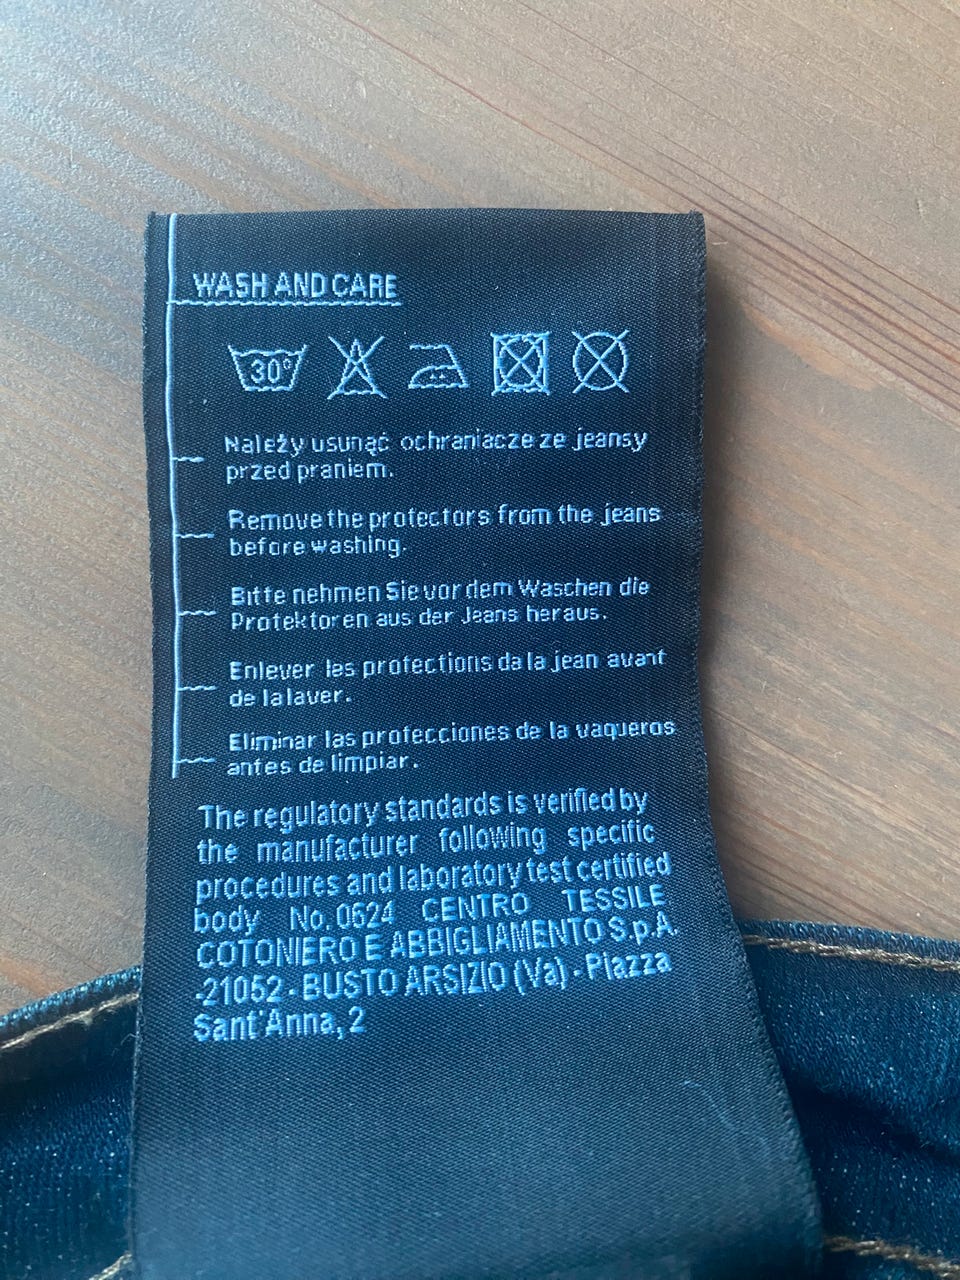 WASH AND CARE
30°
Należy usunąć ochraniacze ze jeansy
przed praniem.
Remove the protectors from the jeans
before washing.
Bitte nehmen Sie vor dem Waschen die
Protektoren aus der Jeans heraus.
Enlever las protections da la jean avant
de la laver.
Eliminar las protecciones de la vaqueros
antes de limpiar.
The regulatory standards is verified by
the manufacturer following specific
procedures and laboratory test certified
body No. 0624 CENTRO TESSILE
COTONIERO E ABBIGLIAMENTO S.p.A.
-21052 - BUSTO ARSIZIO (Va) - Piazza
Sant'Anna, 2